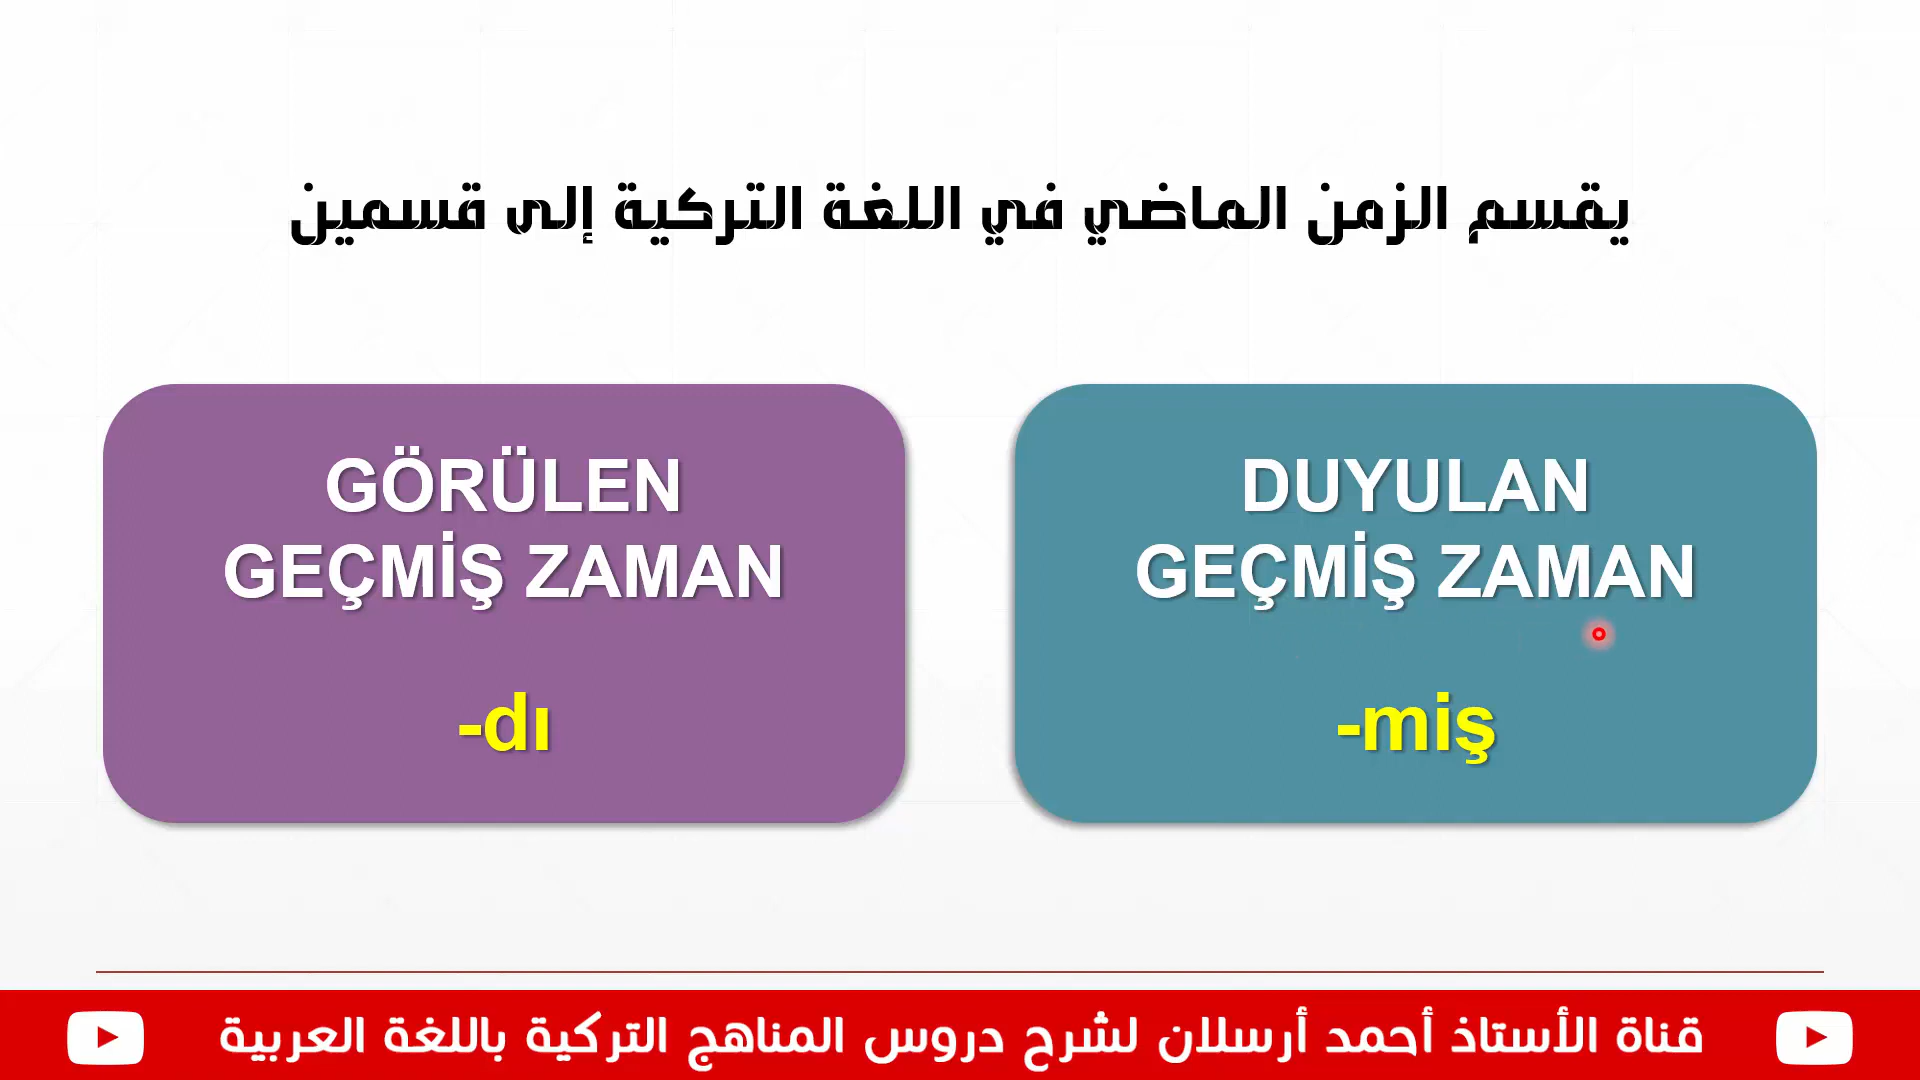 يقسم الزمن الماضي في اللغة التركية إلى قسمين
GÖRÜLEN
GEÇMİŞ ZAMAN
-dı
DUYULAN
GEÇMİŞ ZAMAN
-miş
قناة الأستاذ أحمد أرسلان لشرح دروس المناهج التركية باللغة العربية